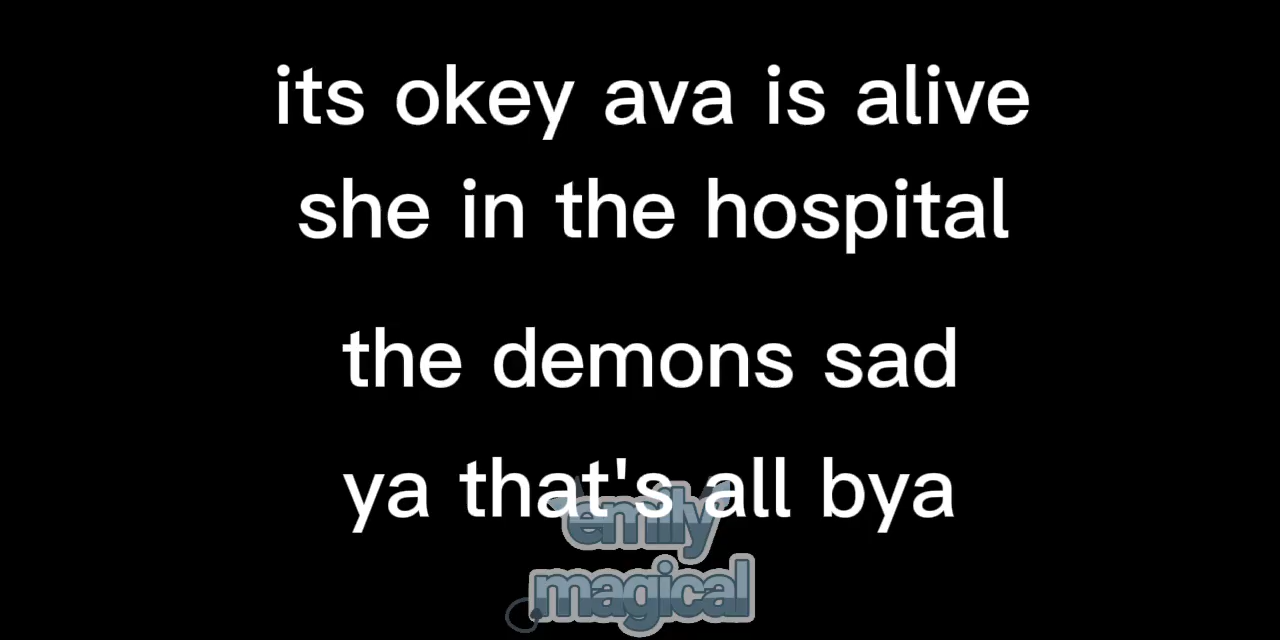 its okey ava is alive
she in the hospital
the demons sad
ya that's all bya
emily
magical